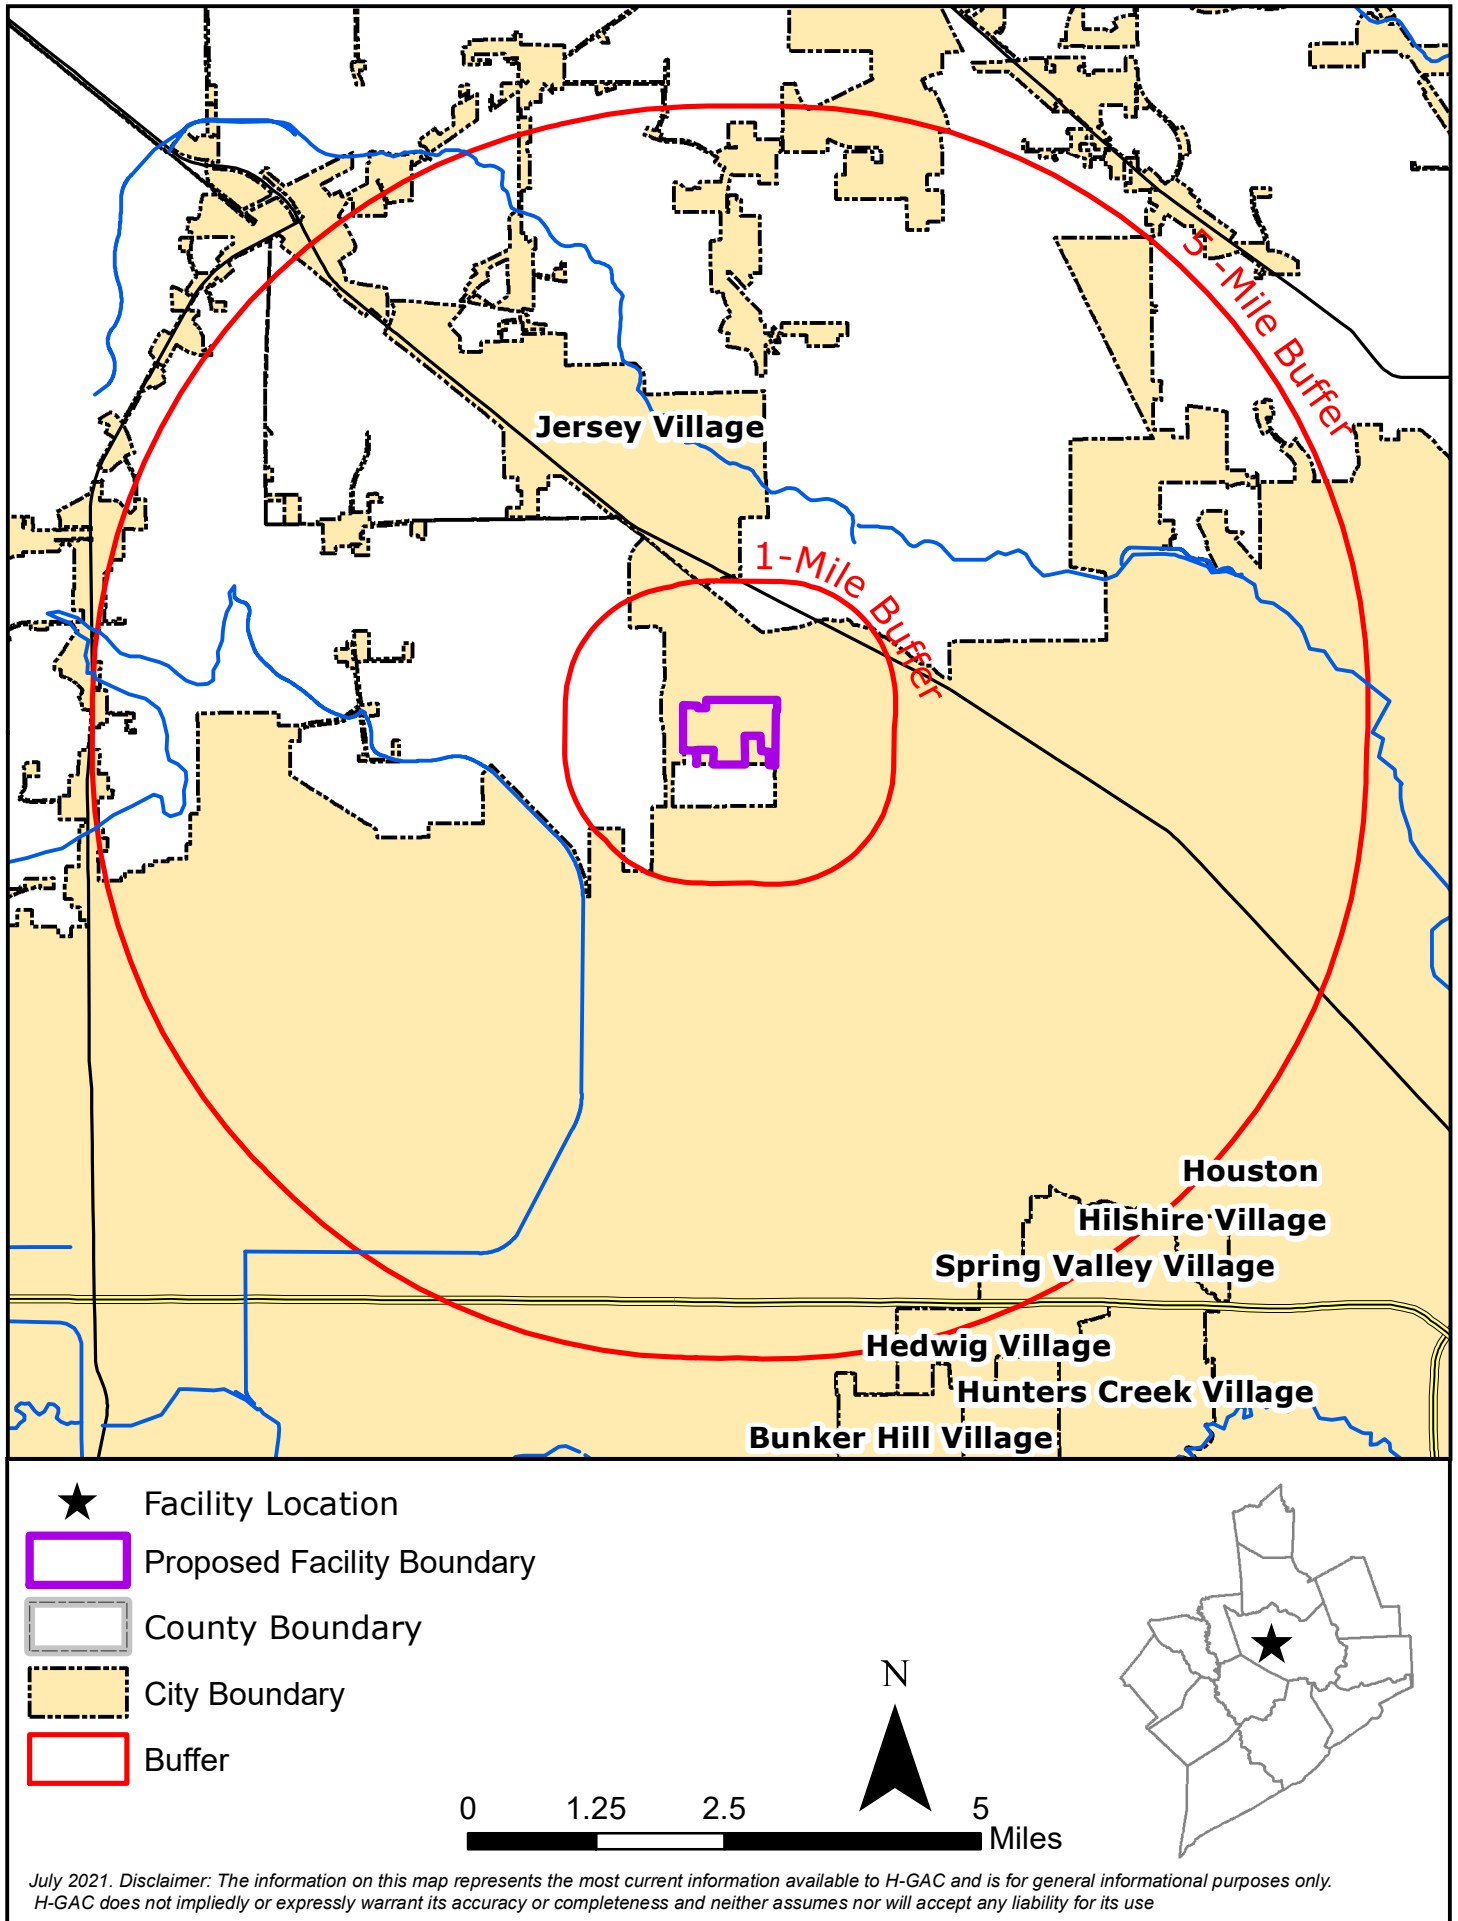 5 -Mile Buffer
Jersey Village
1-Mile Buffer
Houston
Hilshire Village
Spring Valley Village
Hedwig Village
Hunters Creek Village
Bunker Hill Village
Facility Location
Proposed Facility Boundary
County Boundary
City Boundary
Buffer
N
0 1.25 2.5 5
Miles
July 2021. Disclaimer: The information on this map represents the most current information available to H-GAC and is for general informational purposes only.
H-GAC does not impliedly or expressly warrant its accuracy or completeness and neither assumes nor will accept any liability for its use